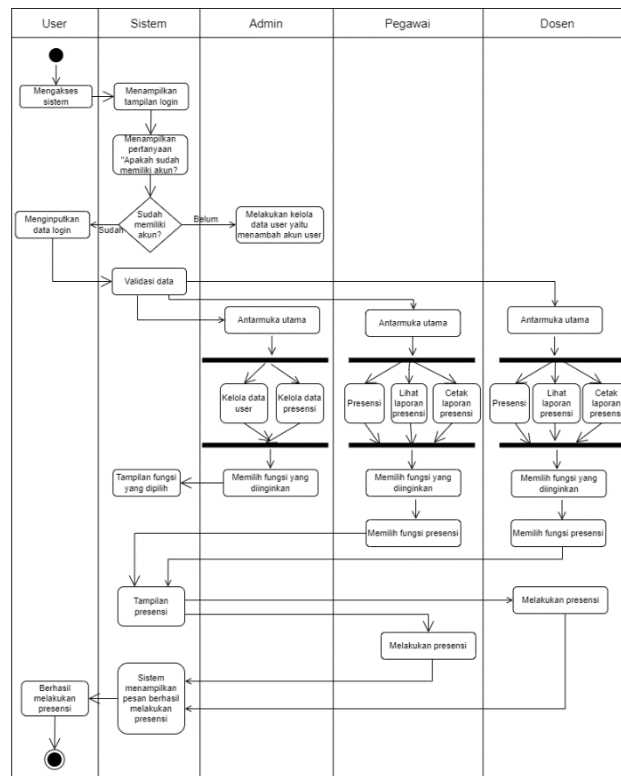 User
Sistem
Admin
Pegawai
Dosen
Mengakses
sistem
Menampilkan
tampilan login
Menampilkan
pertanyaan
"Apakah sudah
memiliki akun?
Sudah
memiliki
akun?
Sudah
Belum
Menginputkan
data login
Melakukan kelola
data user yaitu
menambah akun user
Validasi data
Antarmuka utama
Antarmuka utama
Antarmuka utama
Kelola data
user
Kelola data
presensi
Presensi
Lihat
laporan
presensi
Cetak
laporan
presensi
Presensi
Lihat
laporan
presensi
Cetak
laporan
presensi
Tampilan fungsi
yang dipilih
Memilih fungsi yang
diinginkan
Memilih fungsi yang
diinginkan
Memilih fungsi yang
diinginkan
Memilih fungsi presensi
Memilih fungsi presensi
Tampilan
presensi
Melakukan presensi
Melakukan presensi
Sistem
menampilkan
pesan berhasil
melakukan
presensi
Berhasil
melakukan
presensi